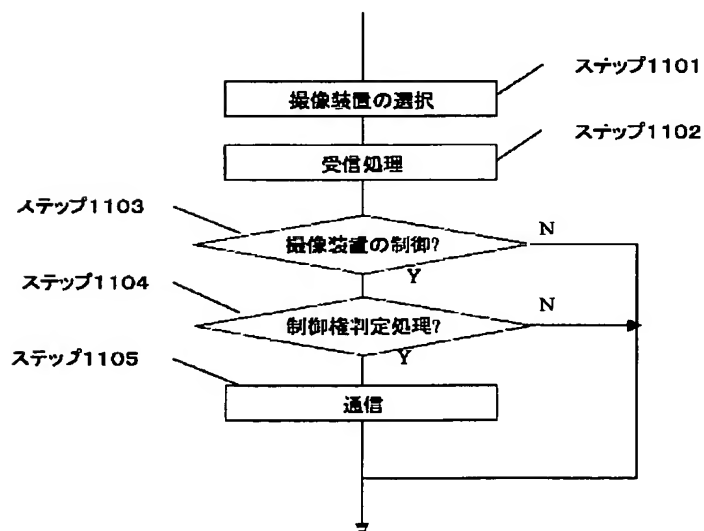 ステップ1101
撮像装置の選択
ステップ1102
受信処理
ステップ1103
撮像装置の制御?
N
Y
ステップ1104
制御権判定処理?
N
Y
ステップ1105
通信